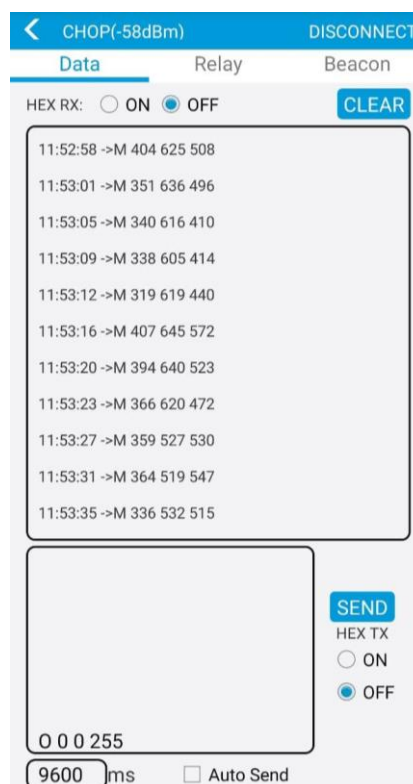 CHOP(-58dBm) DISCONNECT
Data Relay Beacon
HEX RX: ON OFF CLEAR
11:52:58 ->M 404 625 508
11:53:01 ->M 351 636 496
11:53:05 ->M 340 616 410
11:53:09 ->M 338 605 414
11:53:12 ->M 319 619 440
11:53:16 ->M 407 645 572
11:53:20 ->M 394 640 523
11:53:23 ->M 366 620 472
11:53:27 ->M 359 527 530
11:53:31 ->M 364 519 547
11:53:35 ->M 336 532 515
SEND
HEX TX
ON
OFF
O 0 0 255
9600 ms Auto Send